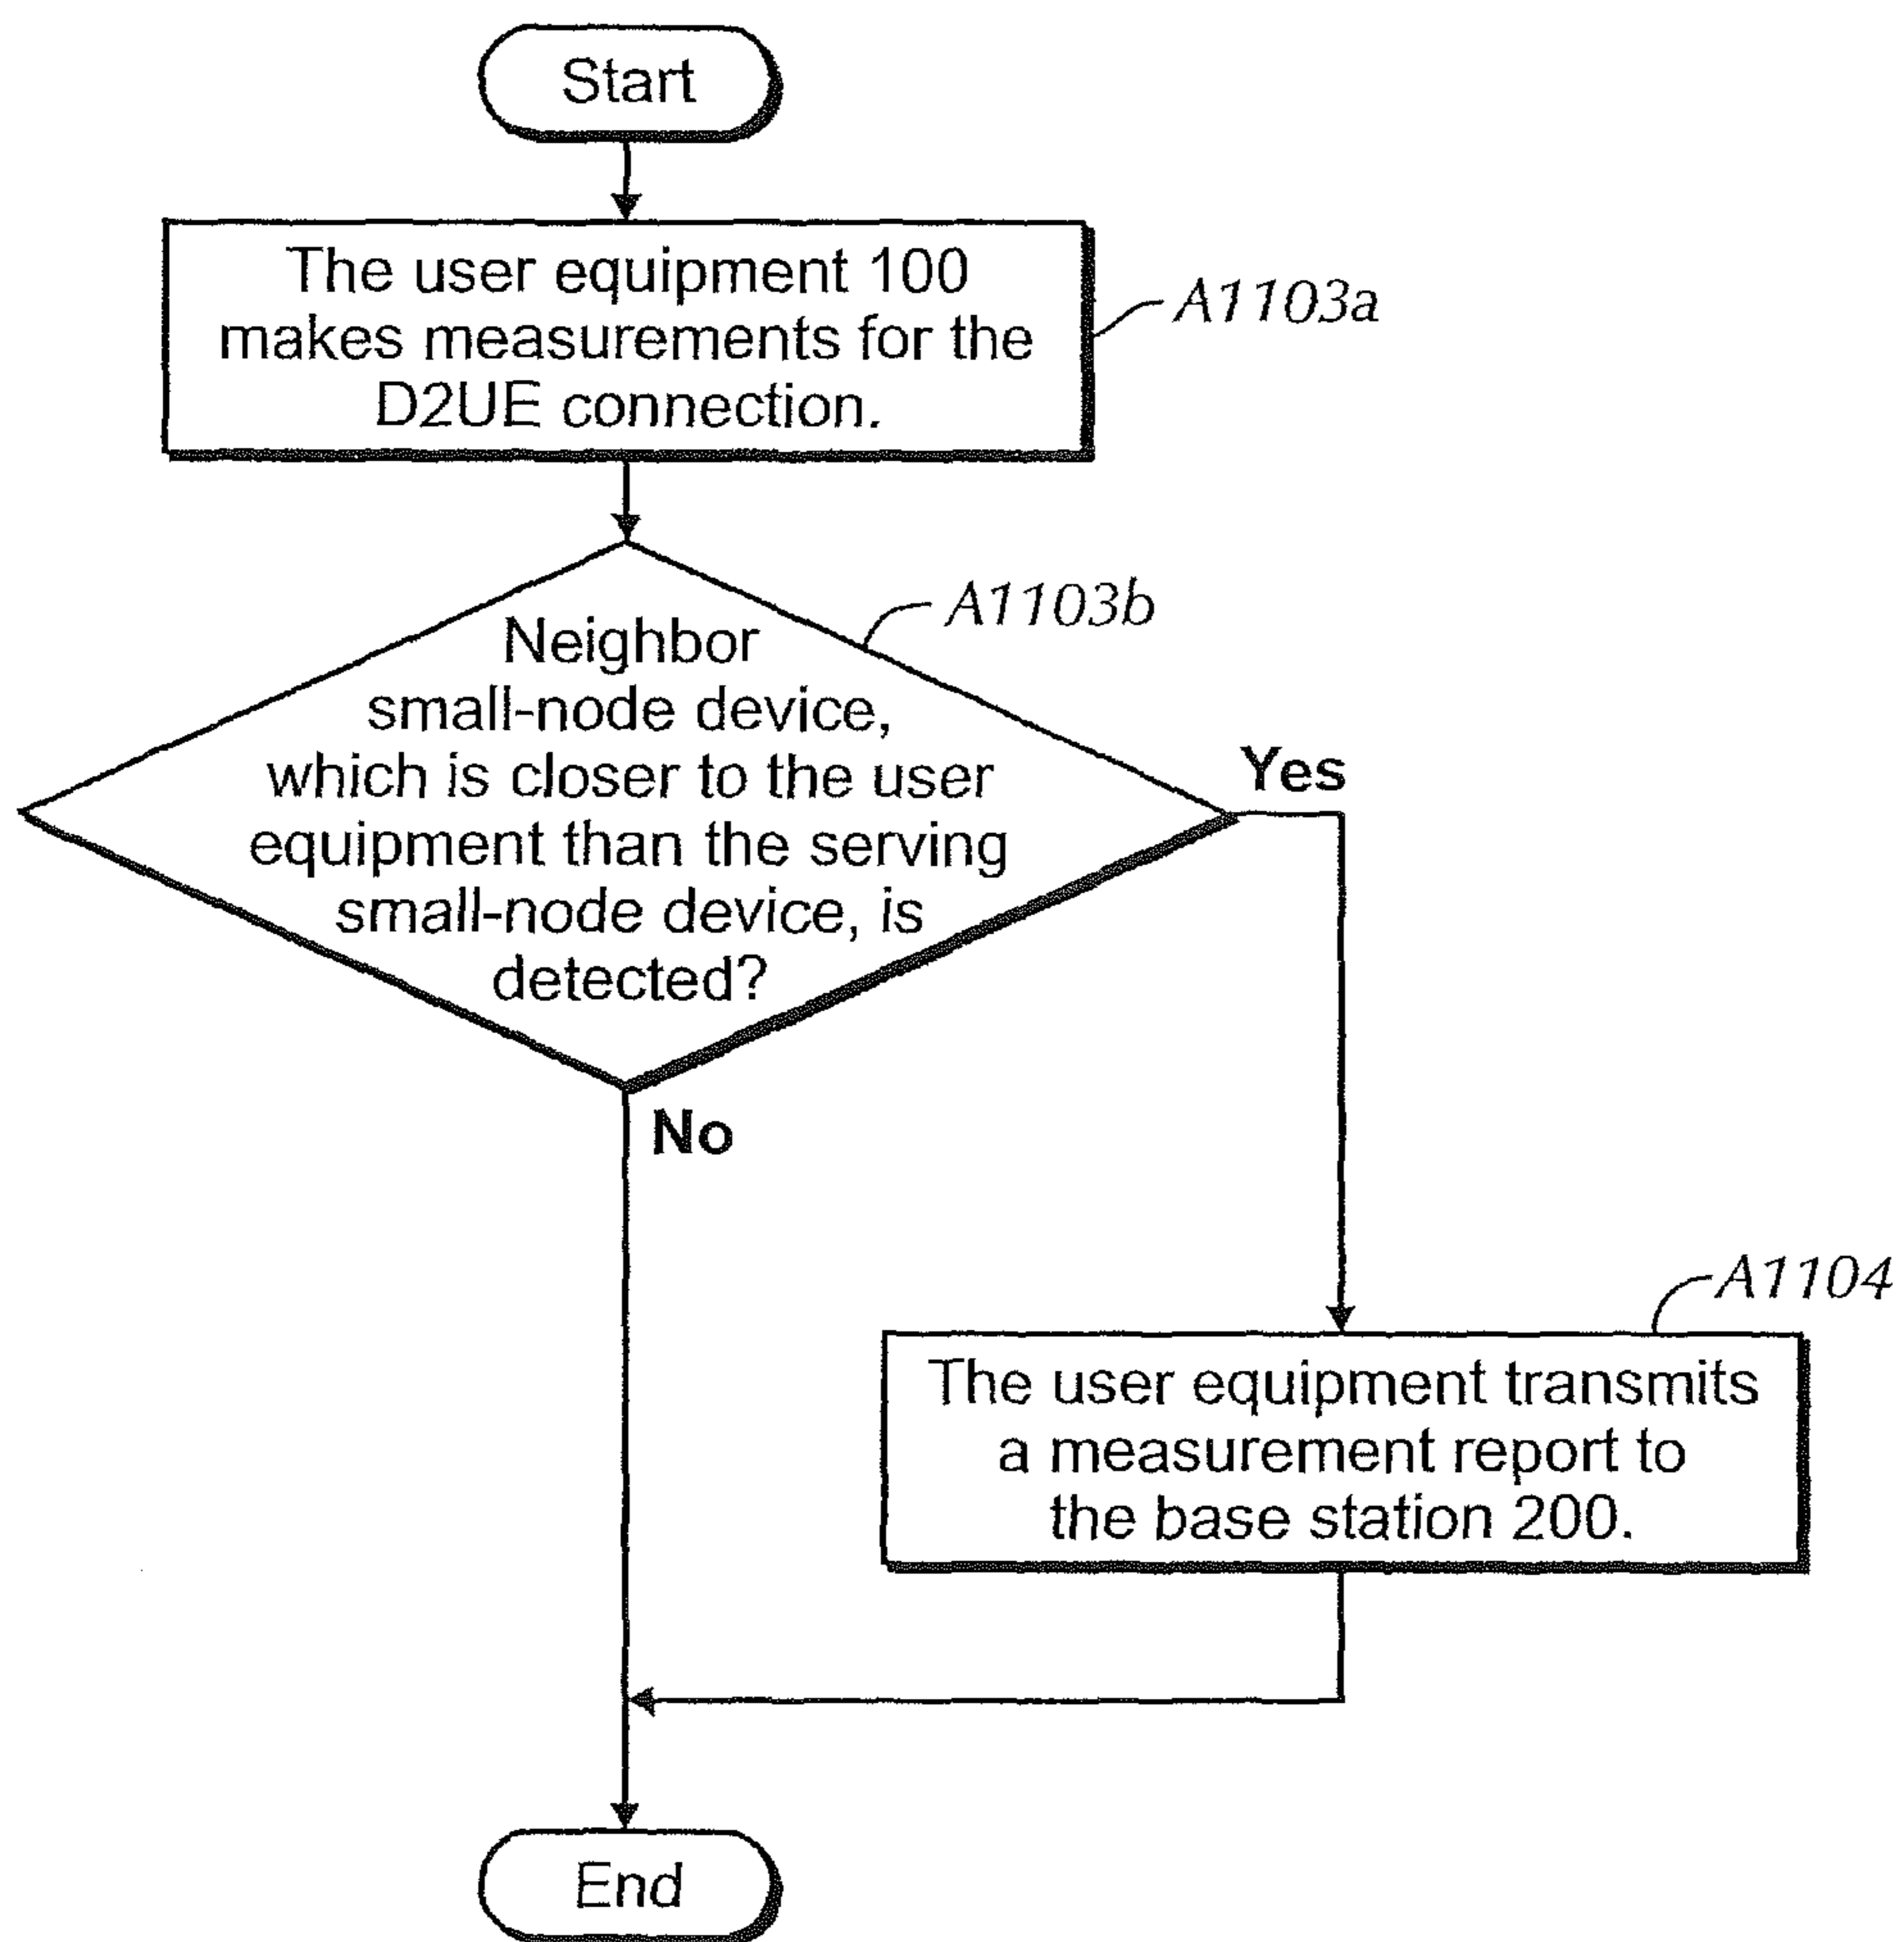 Start
The user equipment 100
makes measurements for the
D2UE connection.
A1103a
A1103b
Neighbor
small-node device,
which is closer to the user
equipment than the serving
small-node device, is
detected?
Yes
No
A1104
The user equipment transmits
a measurement report to
the base station 200.
End